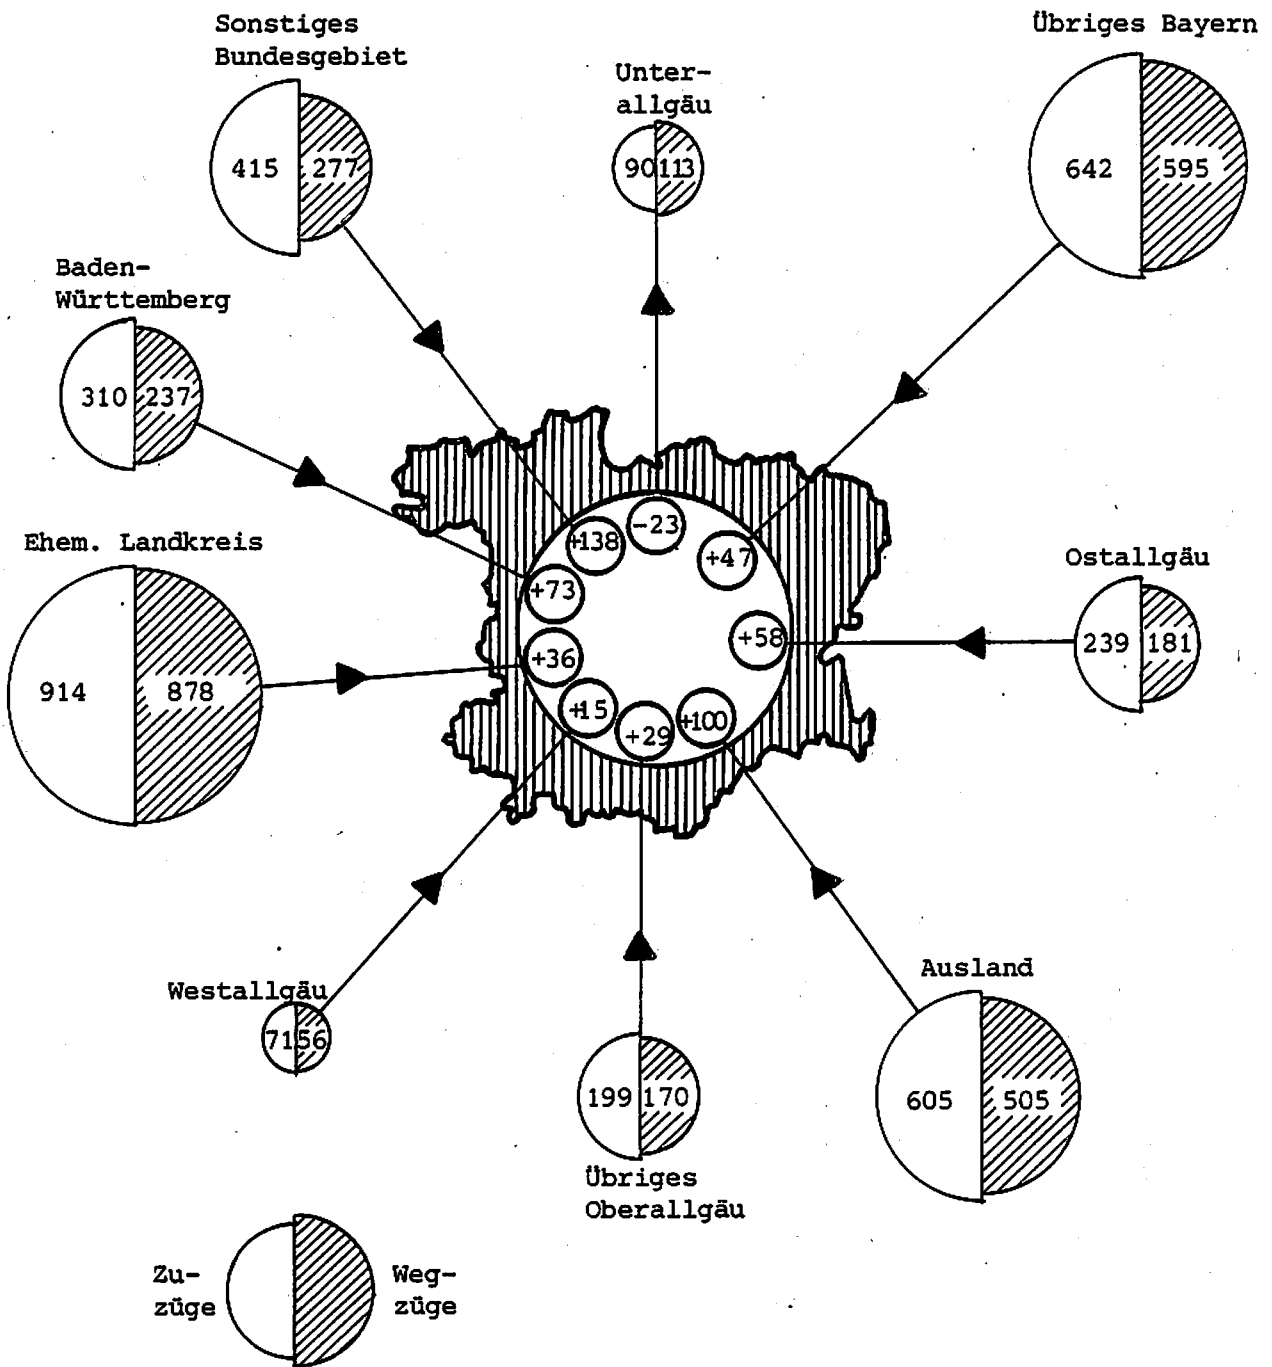 Sonstiges
Bundesgebiet
415 277
Unter-
allgäu
90 113
Übriges Bayern
642 595
Baden-
Württemberg
310 237
Ehem. Landkreis
914 878
Ostallgäu
239 181
+138
-23
+47
+73
+58
+36
+15
+29
+100
Westallgäu
71 56
199 170
Übriges
Oberallgäu
Ausland
605 505
Zu-
züge
Weg-
züge